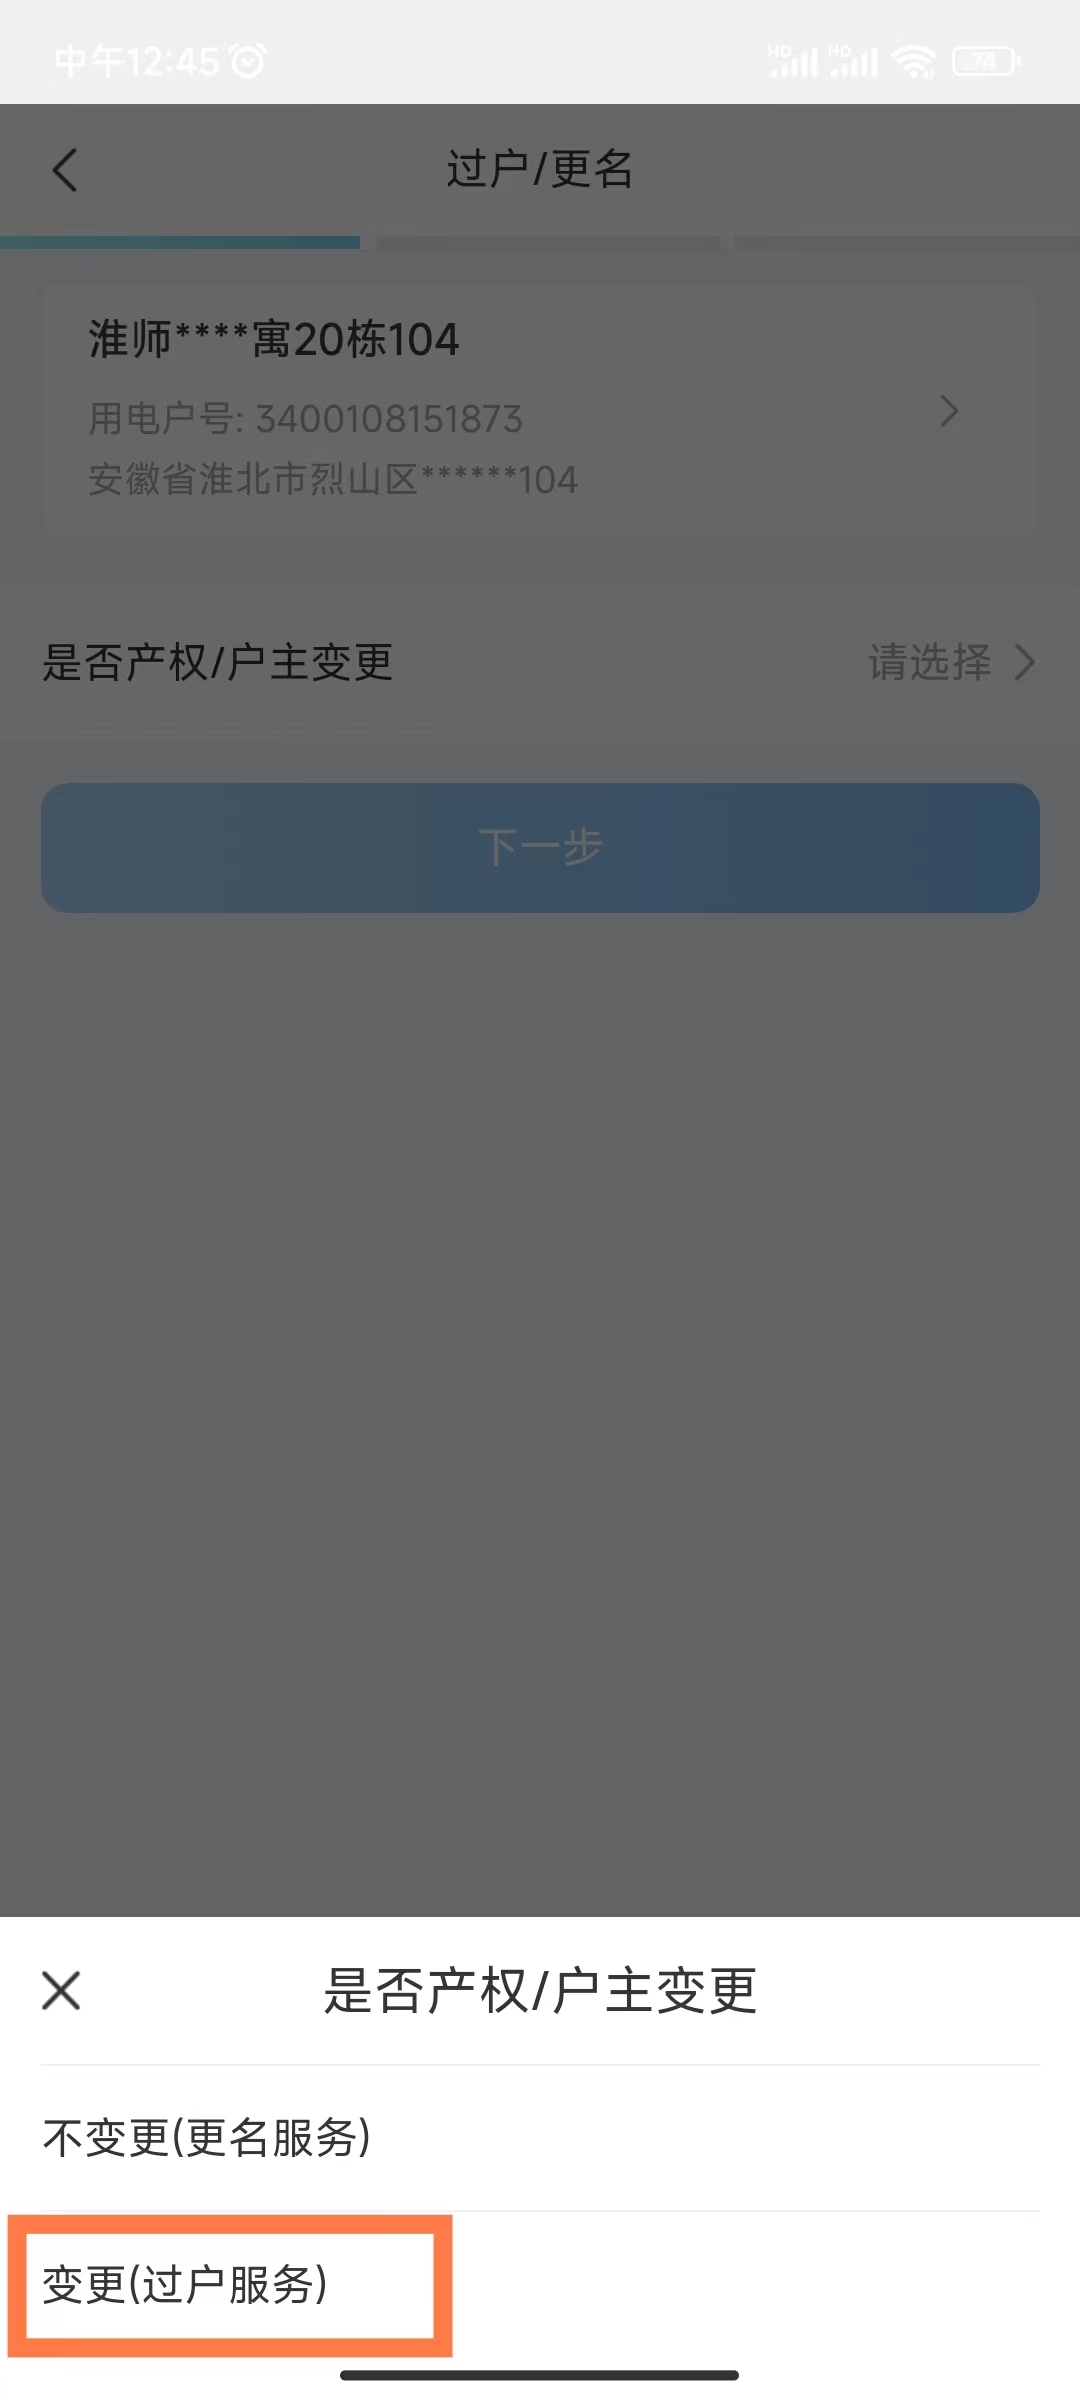 中午12:45
HD HD 74
过户/更名
淮师****寓20栋104
用电户号: 3400108151873
安徽省淮北市烈山区******104
是否产权/户主变更 请选择
下一步
是否产权/户主变更
不变更(更名服务)
变更(过户服务)